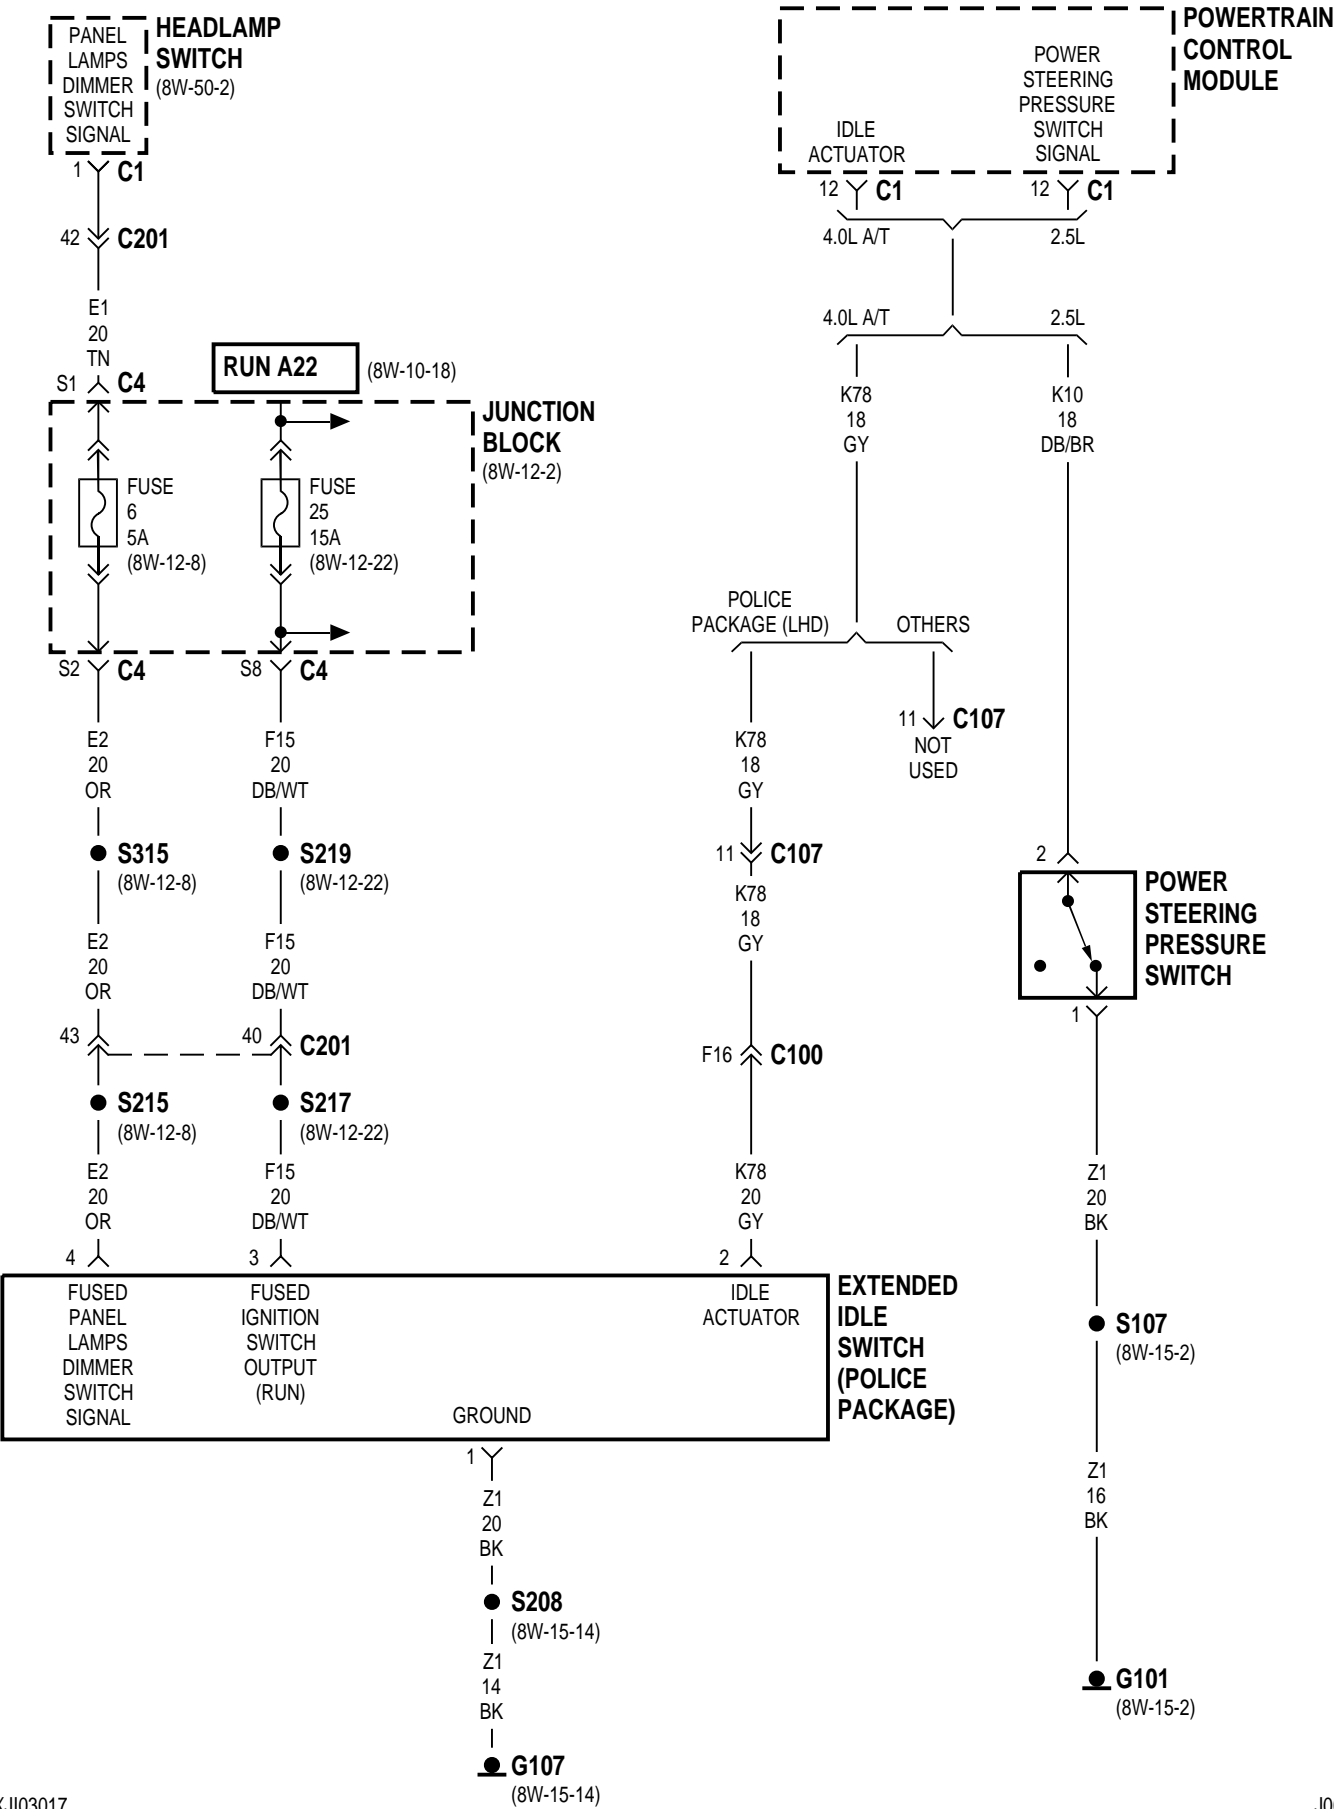 PANEL
LAMPS
DIMMER
SWITCH
SIGNAL
HEADLAMP
SWITCH
(8W-50-2)
1 C1
42 C201
E1
20
TN
S1 C4
RUN A22 (8W-10-18)
JUNCTION
BLOCK
(8W-12-2)
FUSE
6
5A
(8W-12-8)
FUSE
25
15A
(8W-12-22)
S2 C4
S8 C4
E2
20
OR
F15
20
DB/WT
S315
(8W-12-8)
S219
(8W-12-22)
E2
20
OR
F15
20
DB/WT
43
40 C201
S215
(8W-12-8)
S217
(8W-12-22)
E2
20
OR
F15
20
DB/WT
4
3
2
FUSED
PANEL
LAMPS
DIMMER
SWITCH
SIGNAL
FUSED
IGNITION
SWITCH
OUTPUT
(RUN)
GROUND
IDLE
ACTUATOR
EXTENDED
IDLE
SWITCH
(POLICE
PACKAGE)
1
Z1
20
BK
S208
(8W-15-14)
Z1
14
BK
G107
(8W-15-14)
POWERTRAIN
CONTROL
MODULE
IDLE
ACTUATOR
POWER
STEERING
PRESSURE
SWITCH
SIGNAL
12 C1
12 C1
4.0L A/T 2.5L
4.0L A/T 2.5L
K78
18
GY
K10
18
DB/BR
POLICE
PACKAGE (LHD)
OTHERS
11 C107
NOT
USED
K78
18
GY
11 C107
K78
18
GY
F16 C100
K78
20
GY
2
POWER
STEERING
PRESSURE
SWITCH
1
Z1
20
BK
S107
(8W-15-2)
Z1
16
BK
G101
(8W-15-2)